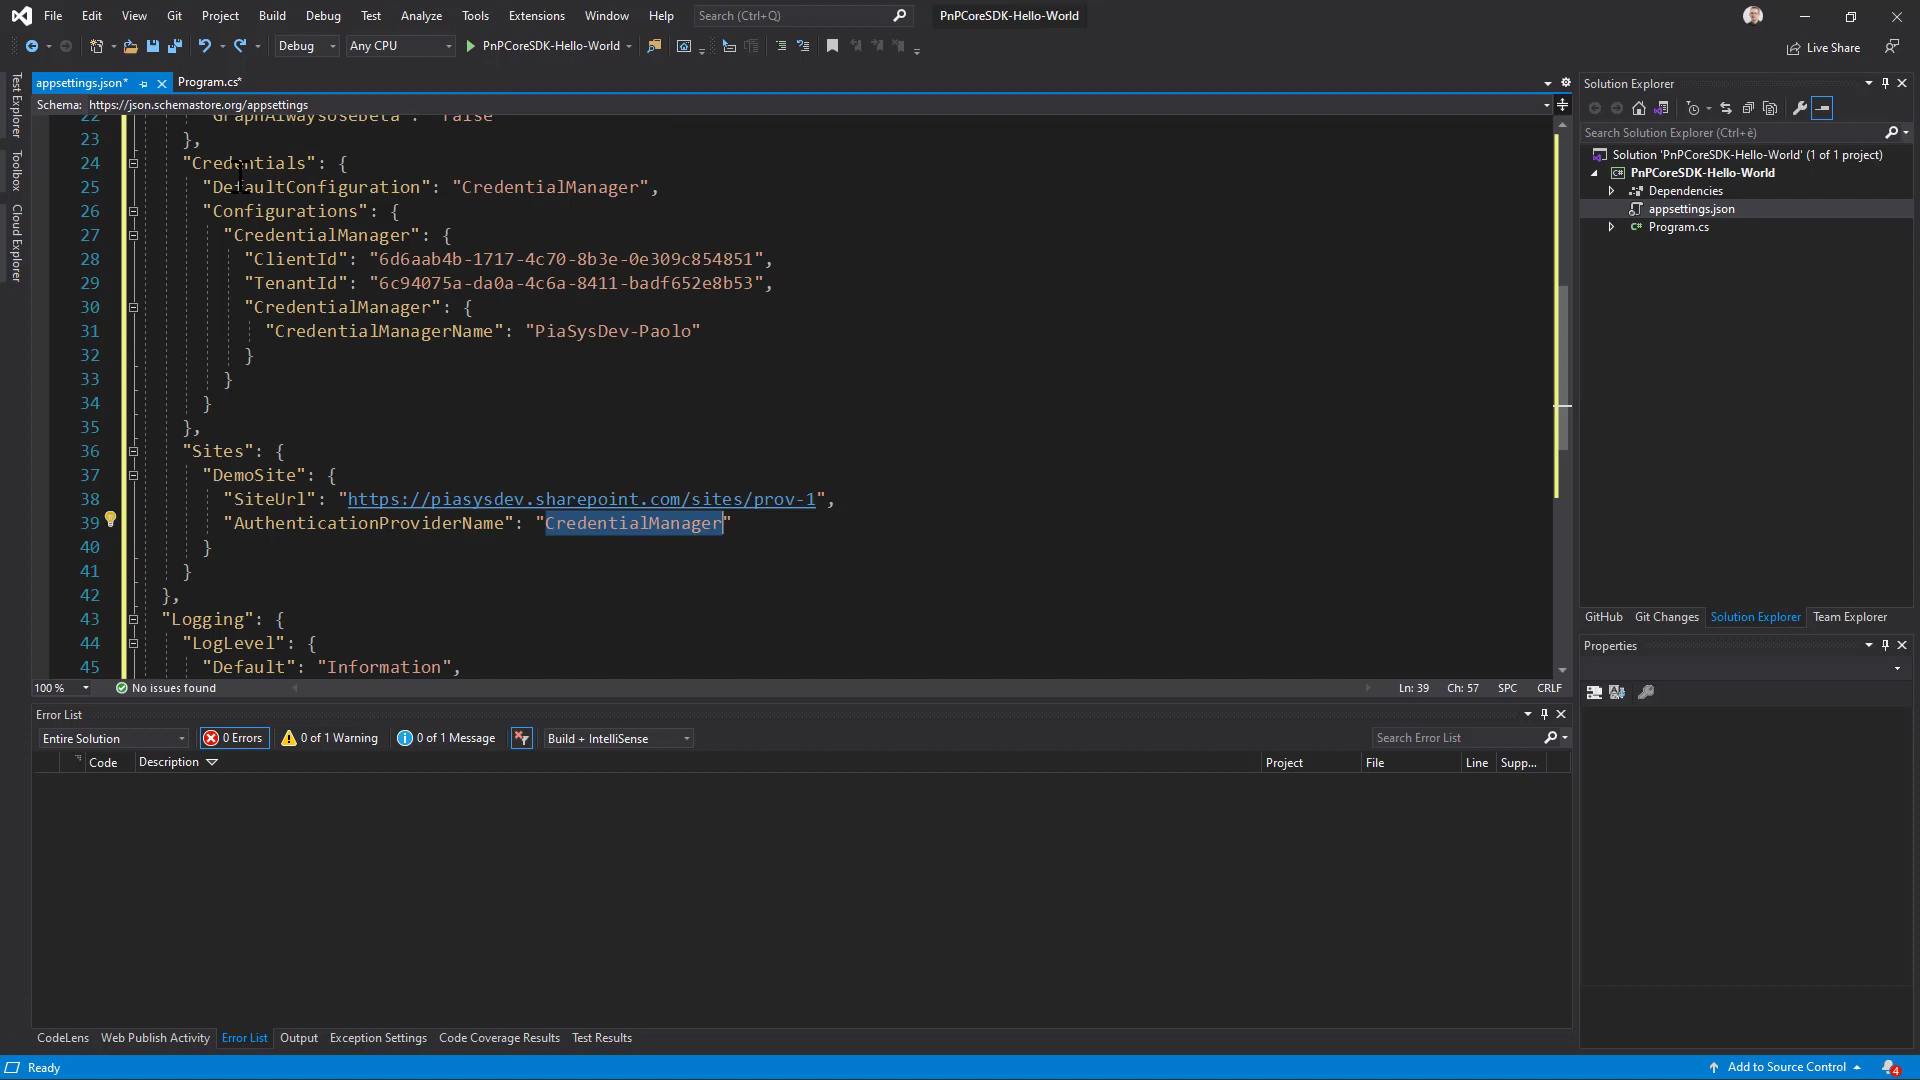 File Edit View Git Project Build Debug Test Analyze Tools Extensions Window Help Search (Ctrl+Q) PnPCoreSDK-Hello-World
Debug Any CPU PnPCoreSDK-Hello-World Live Share
Test Explorer
Toolbox
Cloud Explorer
appsettings.json* Program.cs*
Schema: https://json.schemastore.org/appsettings
22 "GraphAlwaysUseBeta": "false"
23 },
24 "Credentials": {
25 "DefaultConfiguration": "CredentialManager",
26 "Configurations": {
27 "CredentialManager": {
28 "ClientId": "6d6aab4b-1717-4c70-8b3e-0e309c854851",
29 "TenantId": "6c94075a-da0a-4c6a-8411-badf652e8b53",
30 "CredentialManager": {
31 "CredentialManagerName": "PiaSysDev-Paolo"
32 }
33 }
34 }
35 },
36 "Sites": {
37 "DemoSite": {
38 "SiteUrl": "https://piasysdev.sharepoint.com/sites/prov-1",
39 "AuthenticationProviderName": "CredentialManager"
40 }
41 }
42 },
43 "Logging": {
44 "LogLevel": {
45 "Default": "Information",
100 % No issues found Ln: 39 Ch: 57 SPC CRLF
Solution Explorer
Search Solution Explorer (Ctrl+è)
Solution 'PnPCoreSDK-Hello-World' (1 of 1 project)
PnPCoreSDK-Hello-World
Dependencies
appsettings.json
C# Program.cs
GitHub Git Changes Solution Explorer Team Explorer
Properties
Error List
Entire Solution 0 Errors 0 of 1 Warning 0 of 1 Message Build + IntelliSense Search Error List
Code Description Project File Line Supp...
CodeLens Web Publish Activity Error List Output Exception Settings Code Coverage Results Test Results
Ready Add to Source Control 4